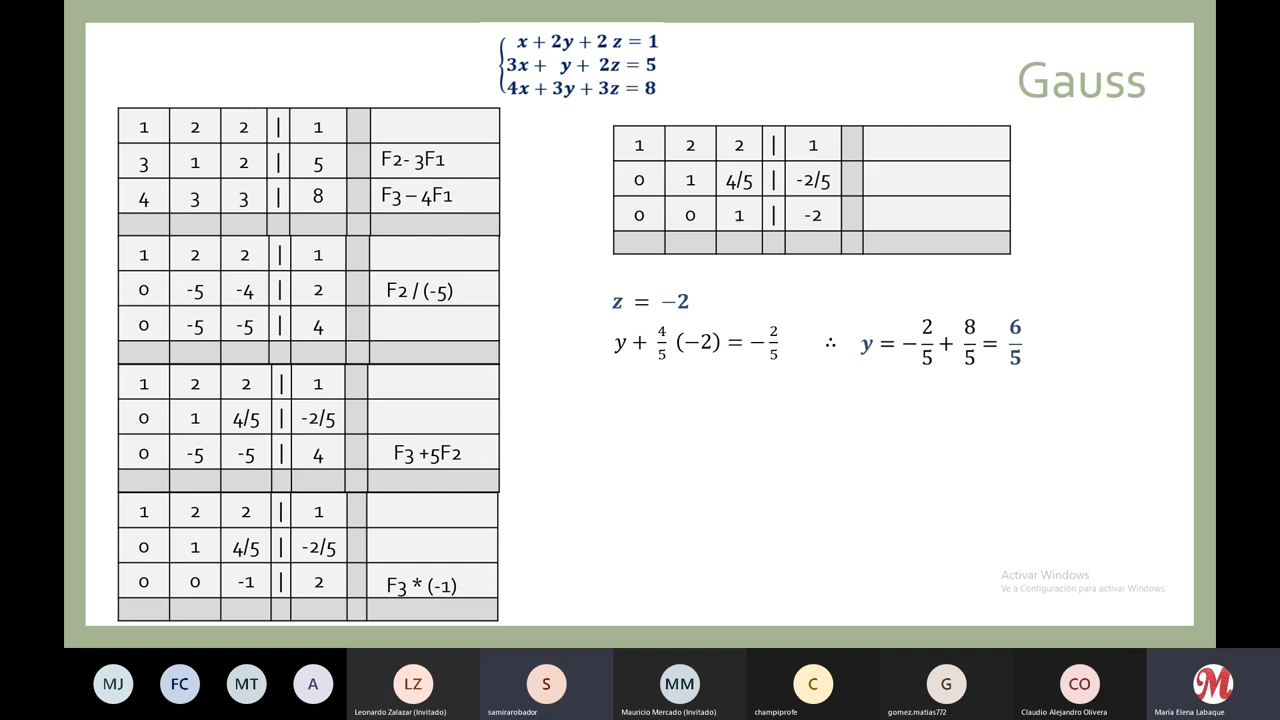 x + 2y + 2 z = 1
3x + y + 2z = 5
4x + 3y + 3z = 8
Gauss
1 2 2 | 1
3 1 2 | 5 F2- 3F1
4 3 3 | 8 F3 – 4F1
1 2 2 | 1
0 -5 -4 | 2 F2 / (-5)
0 -5 -5 | 4
1 2 2 | 1
0 1 4/5 | -2/5
0 -5 -5 | 4 F3 +5F2
1 2 2 | 1
0 1 4/5 | -2/5
0 0 -1 | 2 F3 * (-1)
1 2 2 | 1
0 1 4/5 | -2/5
0 0 1 | -2
z = −2
y + 4/5 (−2) = − 2/5 ∴ y = − 2/5 + 8/5 = 6/5
Activar Windows
Ve a Configuración para activar Windows.
MJ FC MT A LZ S MM C G CO M
Leonardo Zalazar (Invitado) samirarobador Mauricio Mercado (Invitado) champiprofe gomez.matias772 Claudio Alejandro Olivera María Elena Labaque